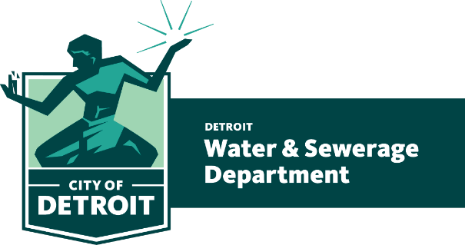 CITY OF
DETROIT
DETROIT
Water & Sewerage
Department